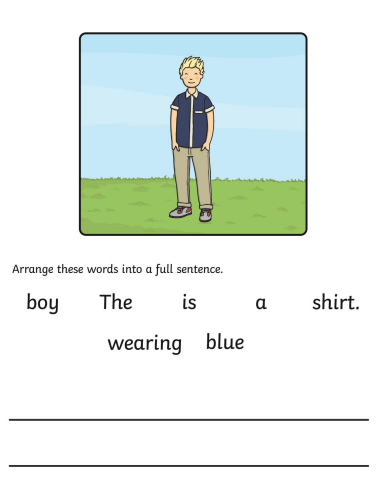 Arrange these words into a full sentence.
boy The is a shirt.
wearing blue